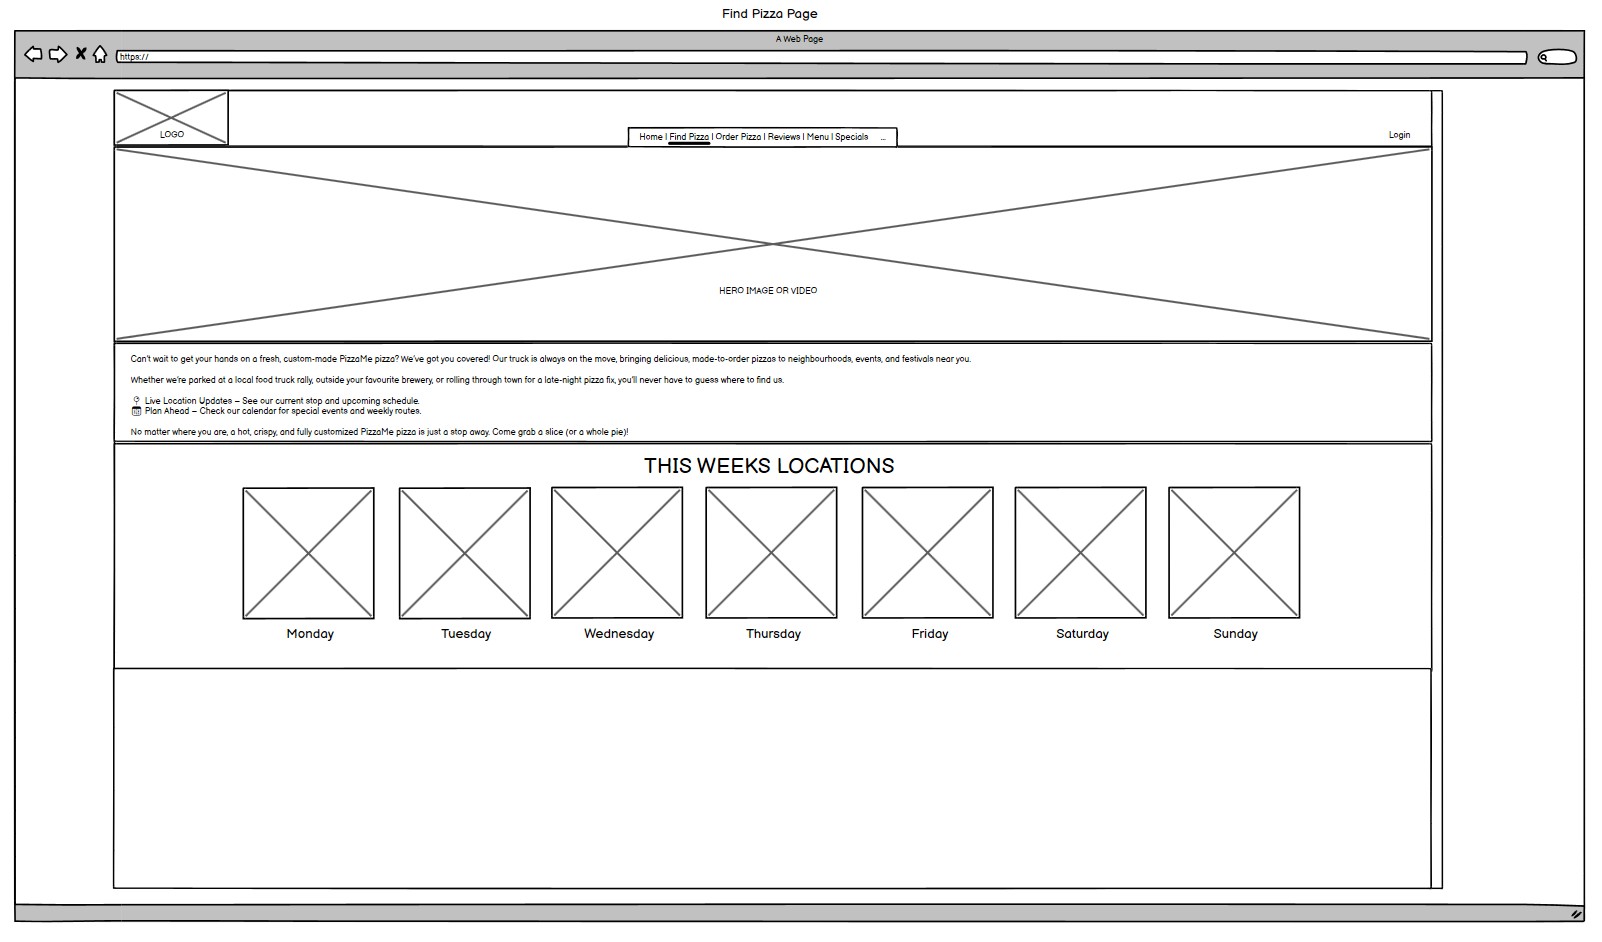 Find Pizza Page
A Web Page
https://
LOGO
Home | Find Pizza | Order Pizza | Reviews | Menu | Specials ...
Login
HERO IMAGE OR VIDEO
Can't wait to get your hands on a fresh, custom-made PizzaMe pizza? We've got you covered! Our truck is always on the move, bringing delicious, made-to-order pizzas to neighbourhoods, events, and festivals near you.
Whether we're parked at a local food truck rally, outside your favourite brewery, or rolling through town for a late-night pizza fix, you'll never have to guess where to find us.
Live Location Updates – See our current stop and upcoming schedule.
Plan Ahead – Check our calendar for special events and weekly routes.
No matter where you are, a hot, crispy, and fully customized PizzaMe pizza is just a stop away. Come grab a slice (or a whole pie)!
THIS WEEKS LOCATIONS
Monday Tuesday Wednesday Thursday Friday Saturday Sunday